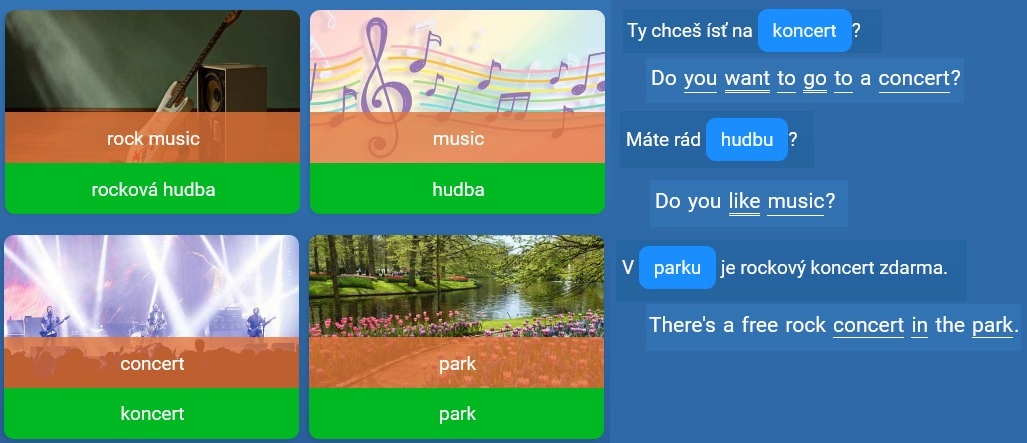 rock music
rocková hudba
music
hudba
concert
koncert
park
park
Ty chceš ísť na koncert?
Do you want to go to a concert?
Máte rád hudbu?
Do you like music?
V parku je rockový koncert zdarma.
There's a free rock concert in the park.